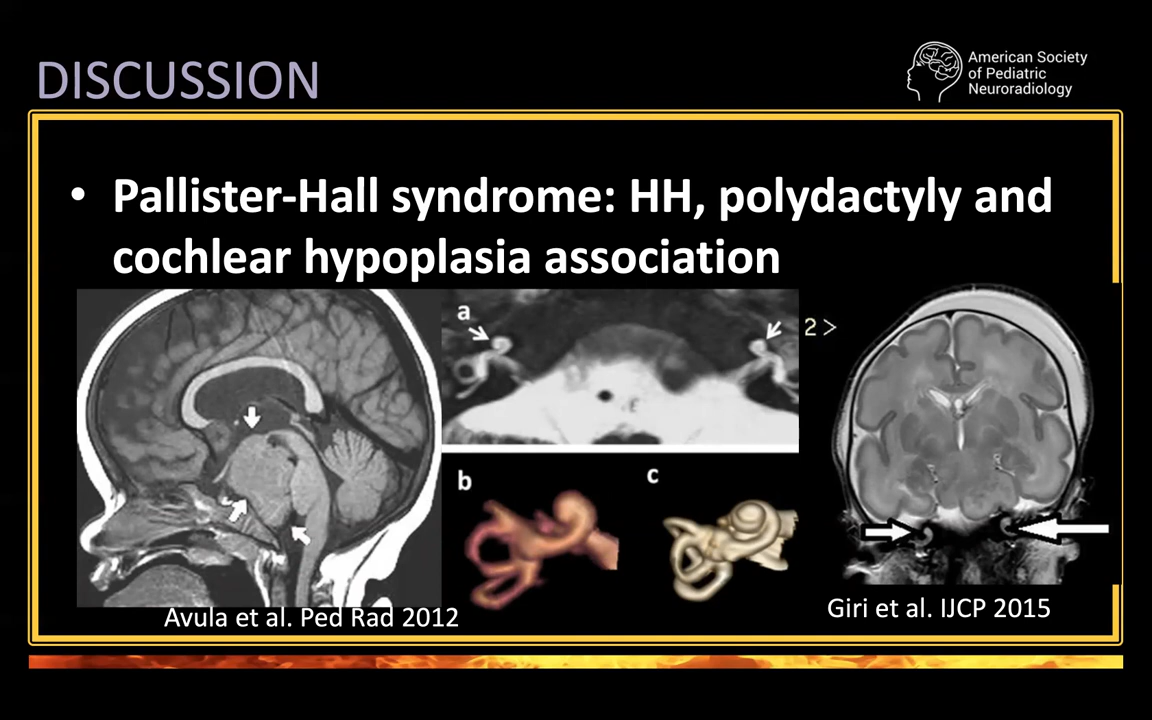 DISCUSSION
American Society
of Pediatric
Neuroradiology
• Pallister-Hall syndrome: HH, polydactyly and
cochlear hypoplasia association
a
2 >
b
c
Avula et al. Ped Rad 2012
Giri et al. IJCP 2015